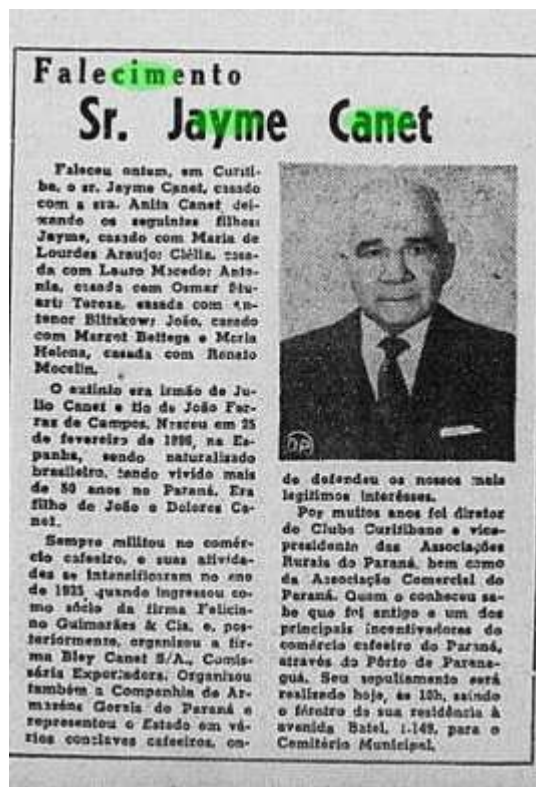 Falecimento
Sr. Jayme Canet
Faleceu ontem, em Curiti-
ba, o sr. Jayme Canet, casado
com a sra. Anita Canet dei-
xando os seguintes filhos:
Jayme, casado com Maria de
Lourdes Araujo; Clélia, casa-
da com Lauro Macedo; Anto-
nia, casada com Osmar Stu-
art; Tereza, casada com An-
tenor Blitskow; João, casado
com Margot Bettega e Maria
Helena, casada com Renato
Mocelin.
O extinto era irmão de Ju-
lio Canet e tio de João Fer-
raz de Campos. Nasceu em 25
de fevereiro de na Es-
panha, sendo naturalizado
brasileiro, tendo vivido mais
de 50 anos no Paraná. Era
filho de João e Dolores Ca-
net.
Sempre militou no comér-
cio cafeeiro, e suas ativida-
des se intensificaram no ano
de quando ingressou co-
mo sócio da firma Felicia-
no Guimarães & Cia. e, pos-
teriormente, organizou a fir-
ma Bley Canet S/A., Comis-
sária Exportadora. Organizou
também a Companhia de Ar-
mazéns Gerais do Paraná e
representou o Estado em vá-
rios conclaves cafeeiros, on-
de defendeu os nossos mais
legítimos interêsses.
Por muitos anos foi diretor
do Clube Curitibano e vice-
presidente das Associações
Rurais do Paraná, bem como
da Associação Comercial do
Paraná. Quem o conheceu sa-
be que foi antigo e um dos
principais incentivadores do
comércio cafeeiro do Paraná,
através do Pôrto de Parana-
guá. Seu sepultamento será
realizado hoje, às 10h, saindo
o féretro da sua residência à
avenida Batel, 1.149, para o
Cemitério Municipal.